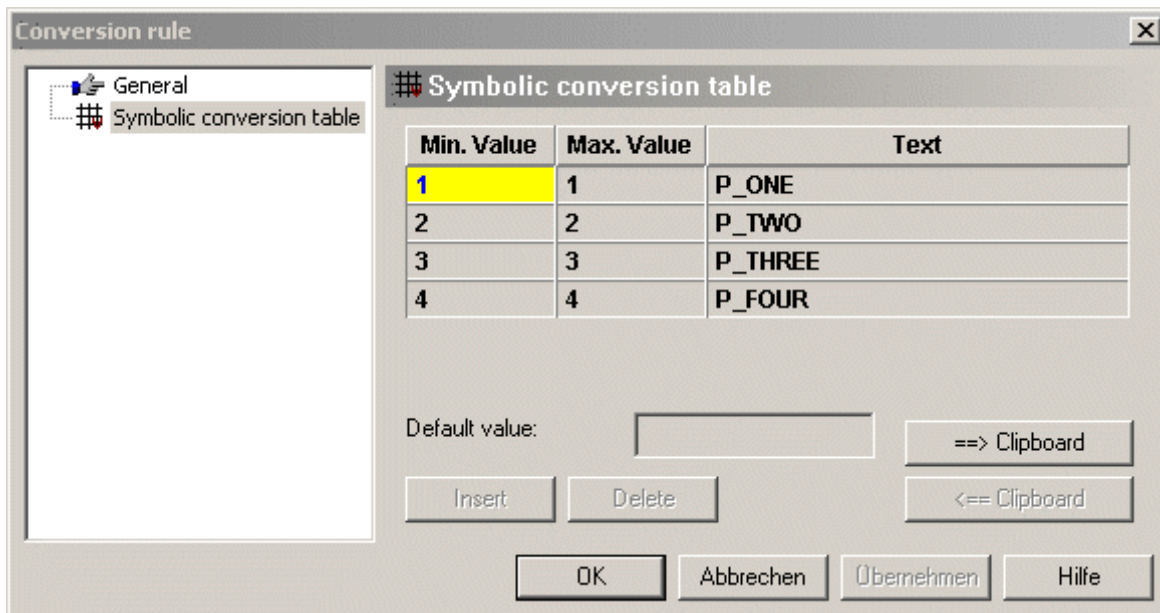 Conversion rule
General
Symbolic conversion table
Symbolic conversion table
Min. Value Max. Value Text
1 1 P_ONE
2 2 P_TWO
3 3 P_THREE
4 4 P_FOUR
Default value:
==> Clipboard
Insert Delete <== Clipboard
OK Abbrechen Übernehmen Hilfe